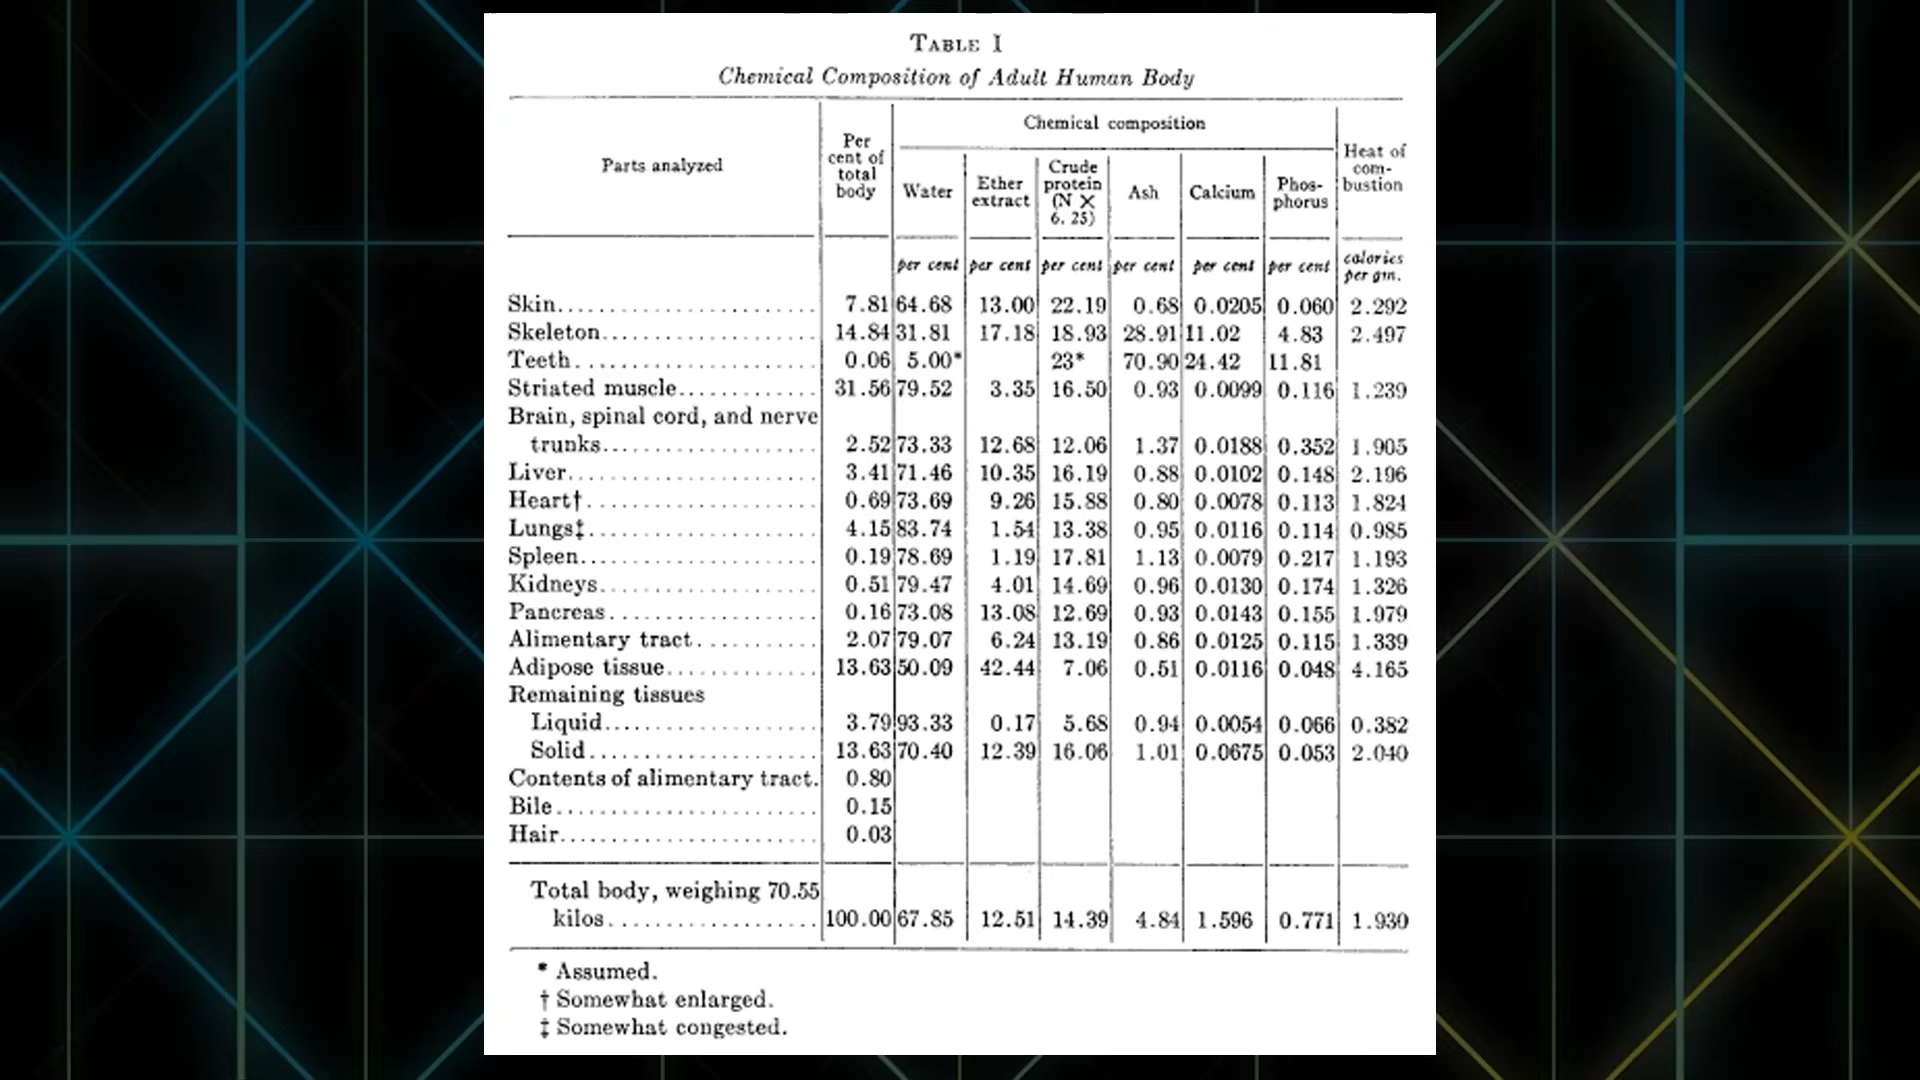 TABLE I
Chemical Composition of Adult Human Body
Parts analyzed
Per cent of total body
Chemical composition
Heat of com-bustion
Water
Ether extract
Crude protein (N × 6.25)
Ash
Calcium
Phos-phorus
per cent per cent per cent per cent per cent per cent calories per gm.
Skin 7.81 64.68 13.00 22.19 0.68 0.0205 0.060 2.292
Skeleton 14.84 31.81 17.18 18.93 28.91 11.02 4.83 2.497
Teeth 0.06 5.00* 23* 70.90 24.42 11.81
Striated muscle 31.56 79.52 3.35 16.50 0.93 0.0099 0.116 1.239
Brain, spinal cord, and nerve
trunks 2.52 73.33 12.68 12.06 1.37 0.0188 0.352 1.905
Liver 3.41 71.46 10.35 16.19 0.88 0.0102 0.148 2.196
Heart† 0.69 73.69 9.26 15.88 0.80 0.0078 0.113 1.824
Lungs‡ 4.15 83.74 1.54 13.38 0.95 0.0116 0.114 0.985
Spleen 0.19 78.69 1.19 17.81 1.13 0.0079 0.217 1.193
Kidneys 0.51 79.47 4.01 14.69 0.96 0.0130 0.174 1.326
Pancreas 0.16 73.08 13.08 12.69 0.93 0.0143 0.155 1.979
Alimentary tract 2.07 79.07 6.24 13.19 0.86 0.0125 0.115 1.339
Adipose tissue 13.63 50.09 42.44 7.06 0.51 0.0116 0.048 4.165
Remaining tissues
Liquid 3.79 93.33 0.17 5.68 0.94 0.0054 0.066 0.382
Solid 13.63 70.40 12.39 16.06 1.01 0.0675 0.053 2.040
Contents of alimentary tract. 0.80
Bile 0.15
Hair 0.03
Total body, weighing 70.55
kilos 100.00 67.85 12.51 14.39 4.84 1.596 0.771 1.930
* Assumed.
† Somewhat enlarged.
‡ Somewhat congested.